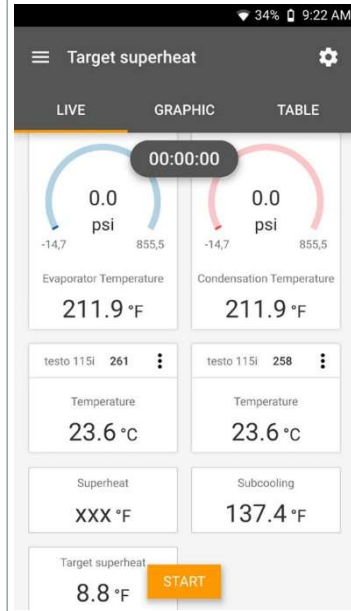 34% 9:22 AM
Target superheat
LIVE GRAPHIC TABLE
00:00:00
0.0 0.0
psi psi
-14,7 855,5 -14,7 855,5
Evaporator Temperature Condensation Temperature
211.9 °F 211.9 °F
testo 115i 261 testo 115i 258
Temperature Temperature
23.6 °C 23.6 °C
Superheat Subcooling
xxx °F 137.4 °F
Target superheat
8.8 °F START